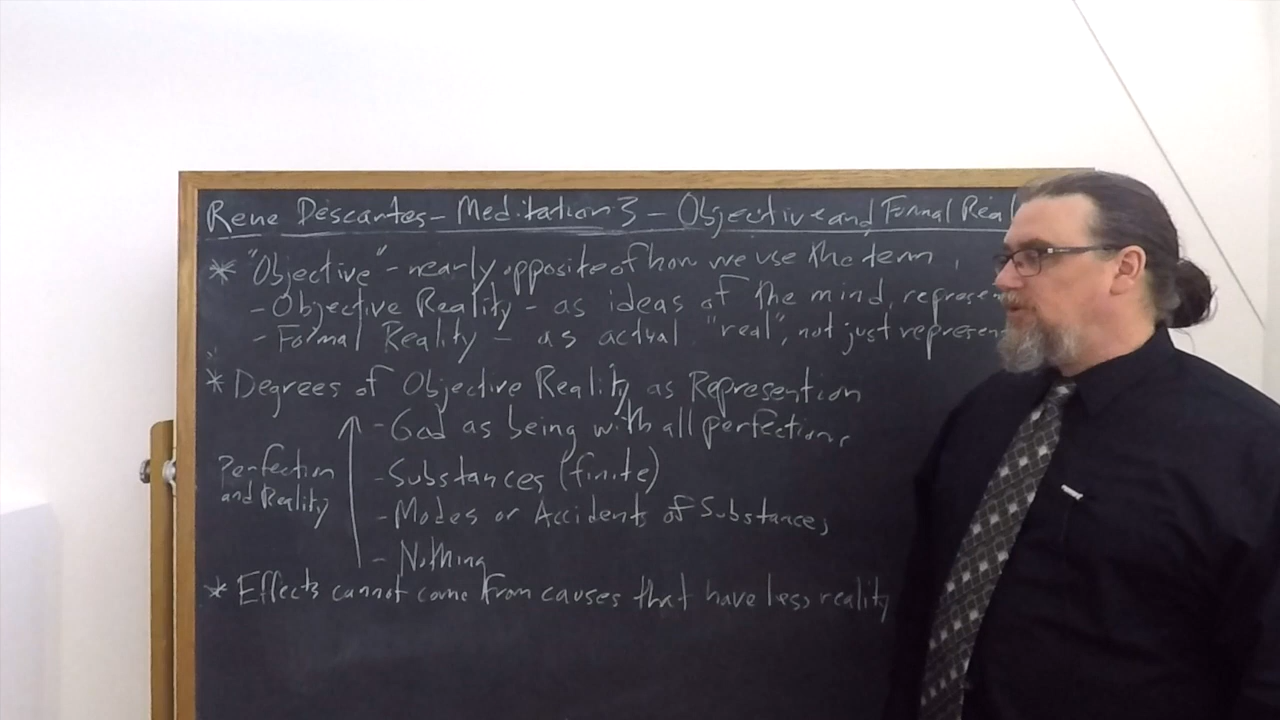 Rene Descartes - Meditation 3 - Objective and Formal Real
* "Objective" - nearly opposite of how we use the term,
- Objective Reality - as ideas of the mind, represen
- Formal Reality - as actual "real", not just represen
* Degrees of Objective Reality as Represention
- God as being with all perfections
Perfection and Reality
- Substances (finite)
- Modes or Accidents of Substances
- Nothing
* Effects cannot come from causes that have less reality